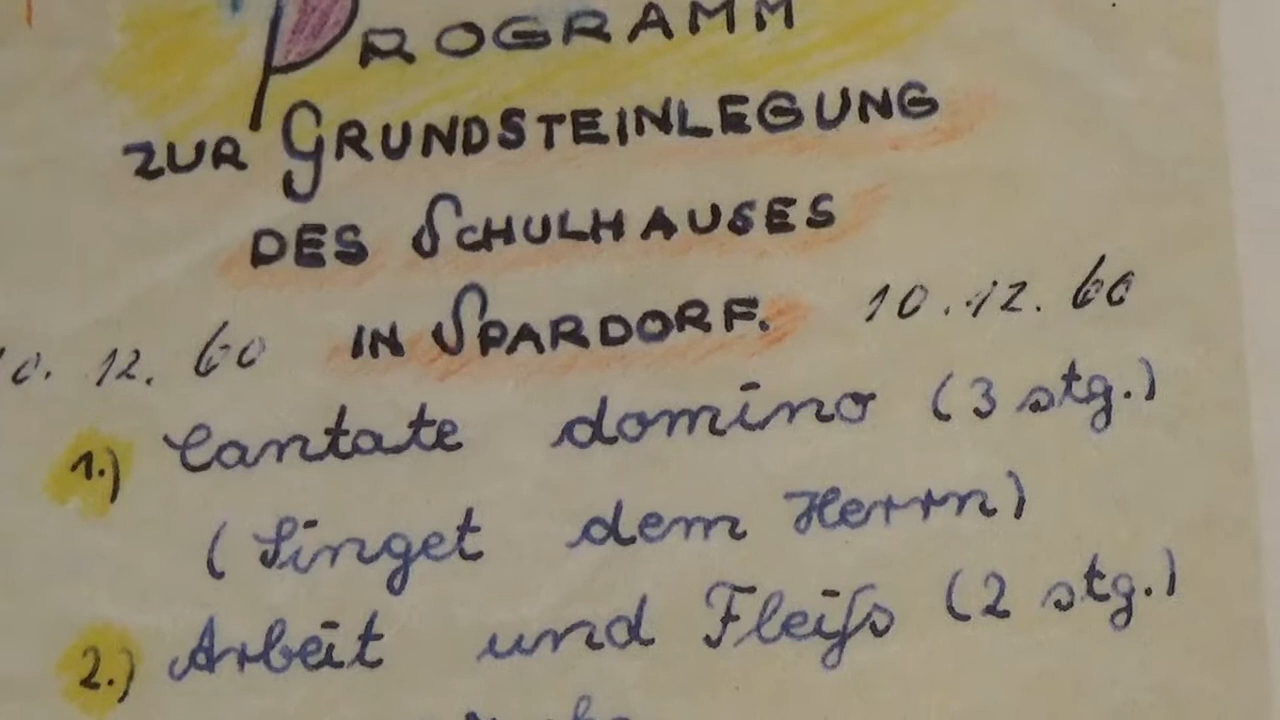 PROGRAMM
ZUR GRUNDSTEINLEGUNG
DES SCHULHAUSES
10. 12. 60 IN SPARDORF. 10. 12. 60
1.) Cantate domino (3 stg.)
(Singet dem Herrn)
2.) Arbeit und Fleiß (2 stg.)